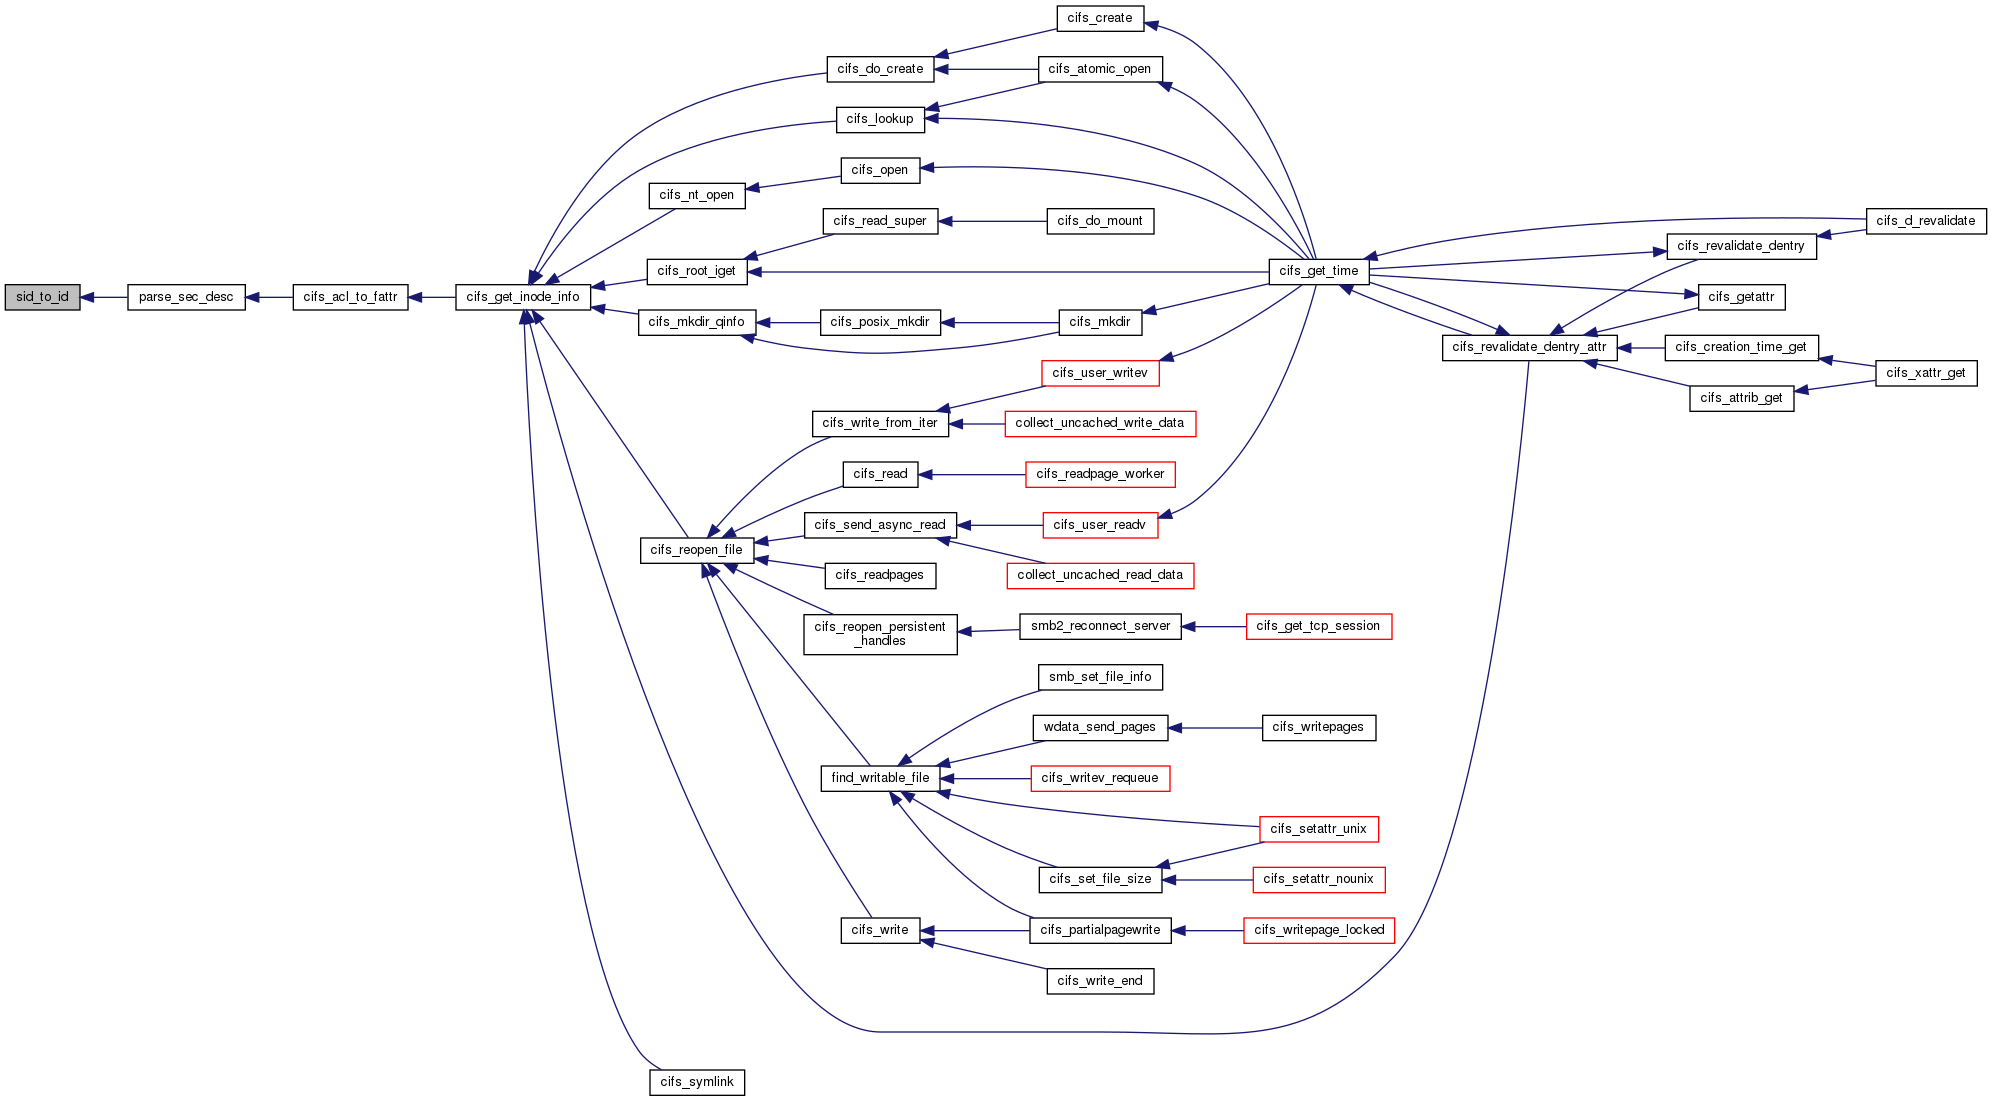 cifs_create
cifs_do_create
cifs_atomic_open
cifs_lookup
cifs_open
cifs_nt_open
cifs_read_super
cifs_do_mount
cifs_d_revalidate
cifs_revalidate_dentry
cifs_root_iget
cifs_get_time
sid_to_id
parse_sec_desc
cifs_acl_to_fattr
cifs_get_inode_info
cifs_getattr
cifs_mkdir_qinfo
cifs_posix_mkdir
cifs_mkdir
cifs_revalidate_dentry_attr
cifs_creation_time_get
cifs_user_writev
cifs_xattr_get
cifs_attrib_get
cifs_write_from_iter
collect_uncached_write_data
cifs_read
cifs_readpage_worker
cifs_send_async_read
cifs_user_readv
cifs_reopen_file
cifs_readpages
collect_uncached_read_data
cifs_reopen_persistent
_handles
smb2_reconnect_server
cifs_get_tcp_session
smb_set_file_info
wdata_send_pages
cifs_writepages
find_writable_file
cifs_writev_requeue
cifs_setattr_unix
cifs_set_file_size
cifs_setattr_nounix
cifs_write
cifs_partialpagewrite
cifs_writepage_locked
cifs_write_end
cifs_symlink